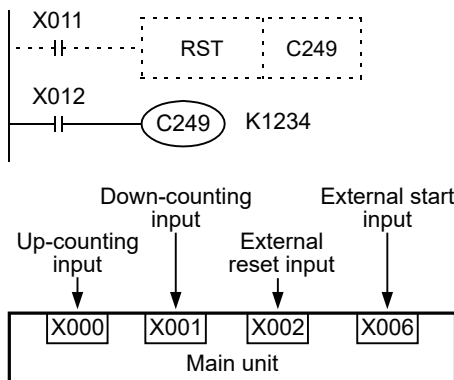 X011
RST C249
X012
C249 K1234
Down-counting
input
External start
input
Up-counting
input
External
reset input
X000 X001 X002 X006
Main unit